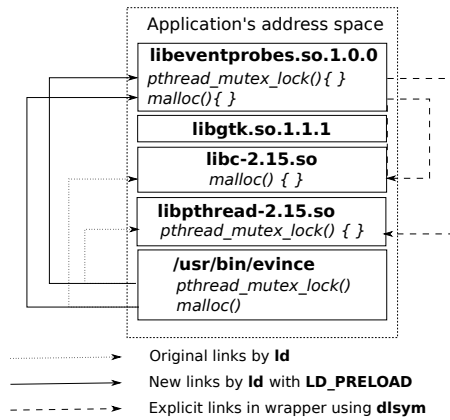 Application's address space
libeventprobes.so.1.0.0
pthread_mutex_lock(){ }
malloc(){ }
libgtk.so.1.1.1
libc-2.15.so
malloc() { }
libpthread-2.15.so
pthread_mutex_lock() { }
/usr/bin/evince
pthread_mutex_lock()
malloc()
Original links by ld
New links by ld with LD_PRELOAD
Explicit links in wrapper using dlsym